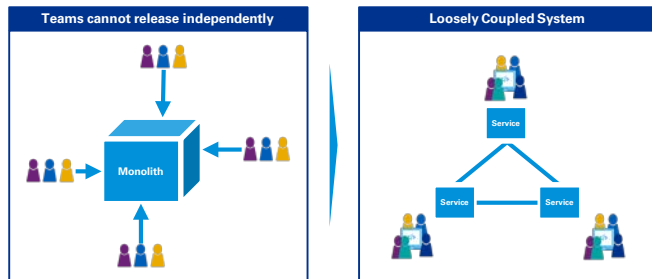 Teams cannot release independently
Loosely Coupled System
Monolith
Service
Service
Service